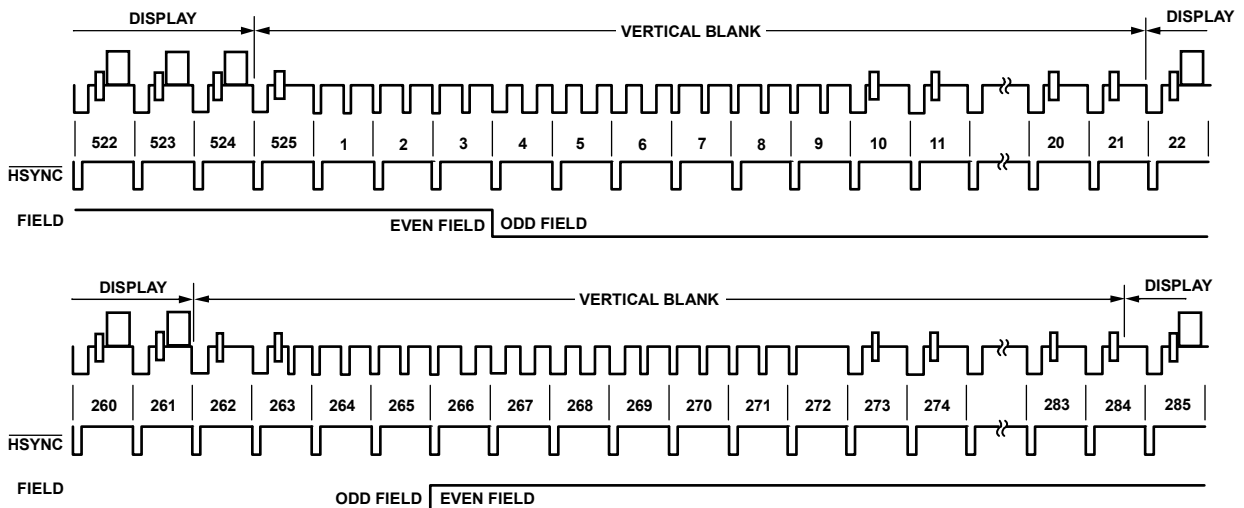 DISPLAY VERTICAL BLANK DISPLAY
522 523 524 525 1 2 3 4 5 6 7 8 9 10 11 20 21 22
HSYNC
FIELD EVEN FIELD ODD FIELD
DISPLAY VERTICAL BLANK DISPLAY
260 261 262 263 264 265 266 267 268 269 270 271 272 273 274 283 284 285
HSYNC
FIELD ODD FIELD EVEN FIELD